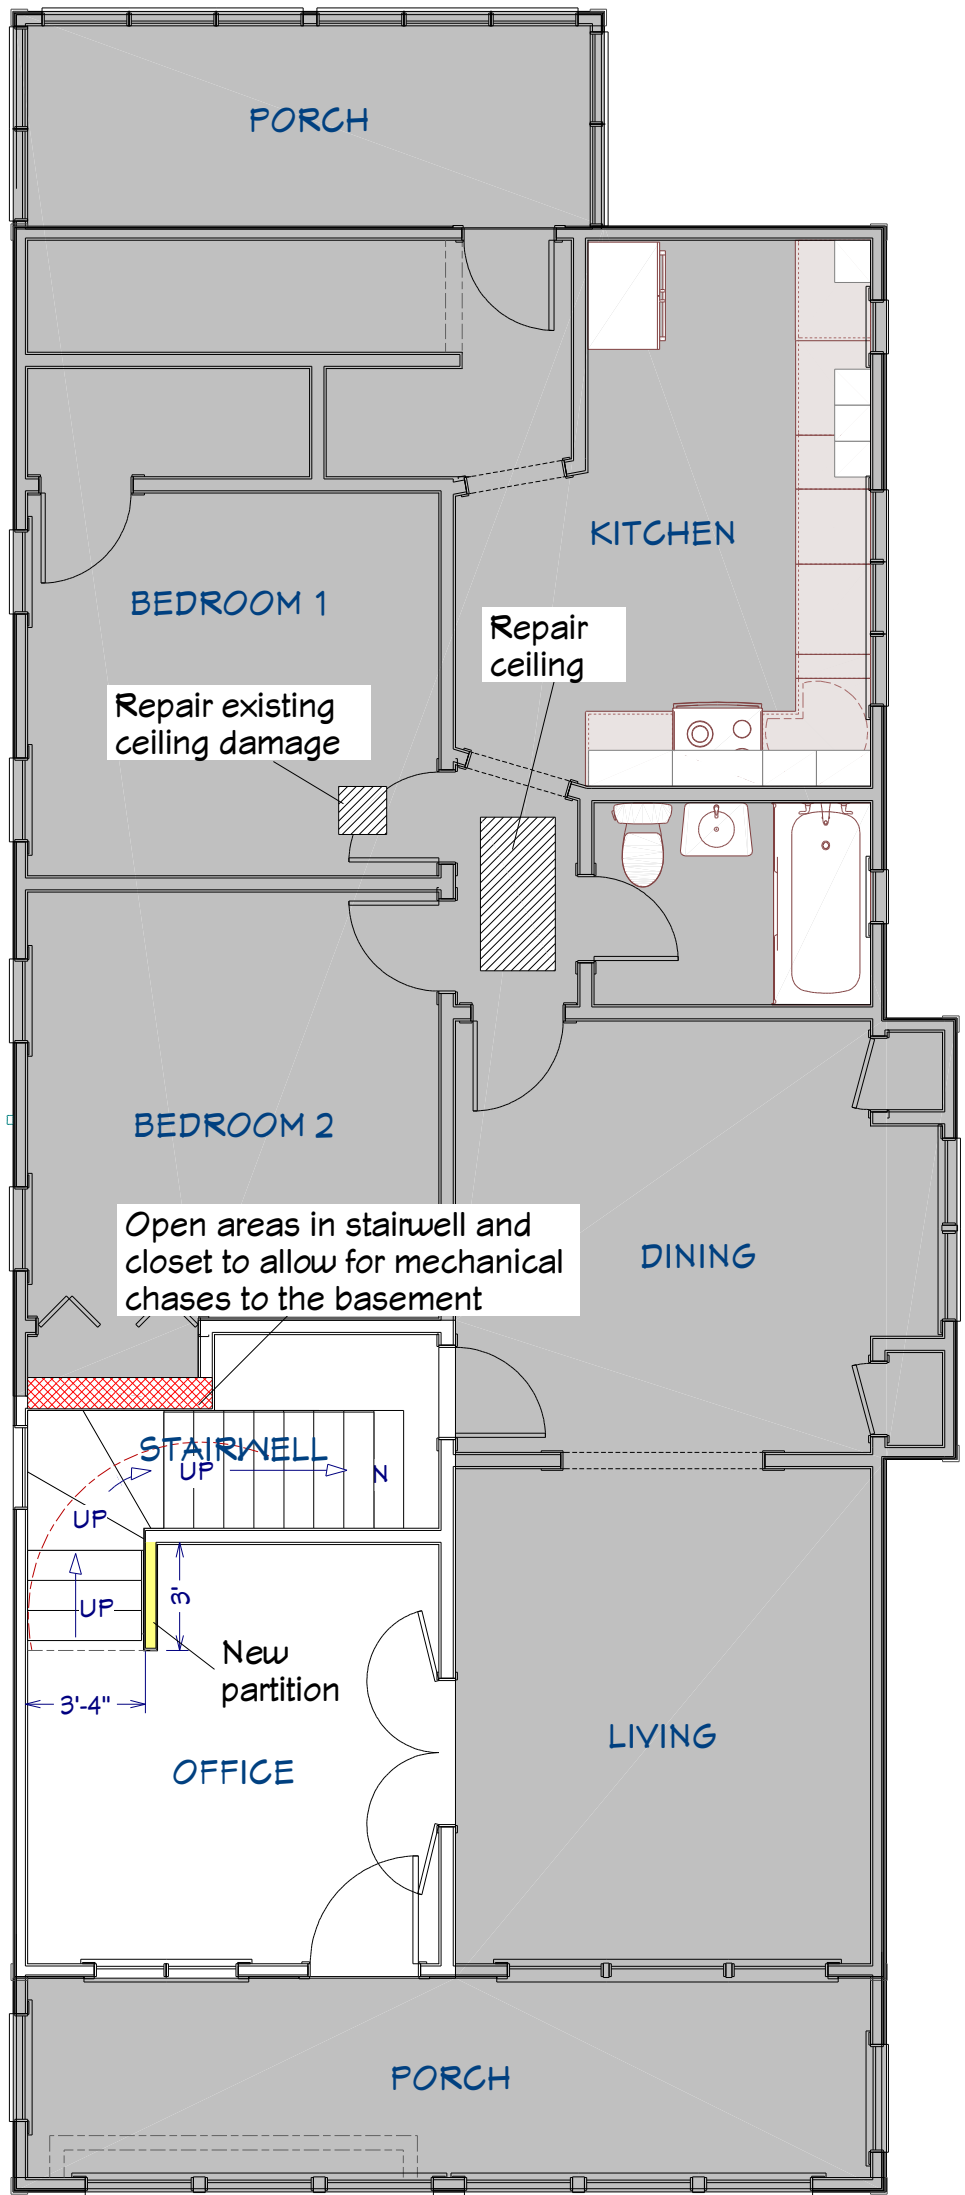 PORCH
KITCHEN
BEDROOM 1
Repair
ceiling
Repair existing
ceiling damage
BEDROOM 2
Open areas in stairwell and
closet to allow for mechanical
chases to the basement
DINING
STAIRWELL
UP
N
UP
UP
3'
New
partition
3'-4"
LIVING
OFFICE
PORCH